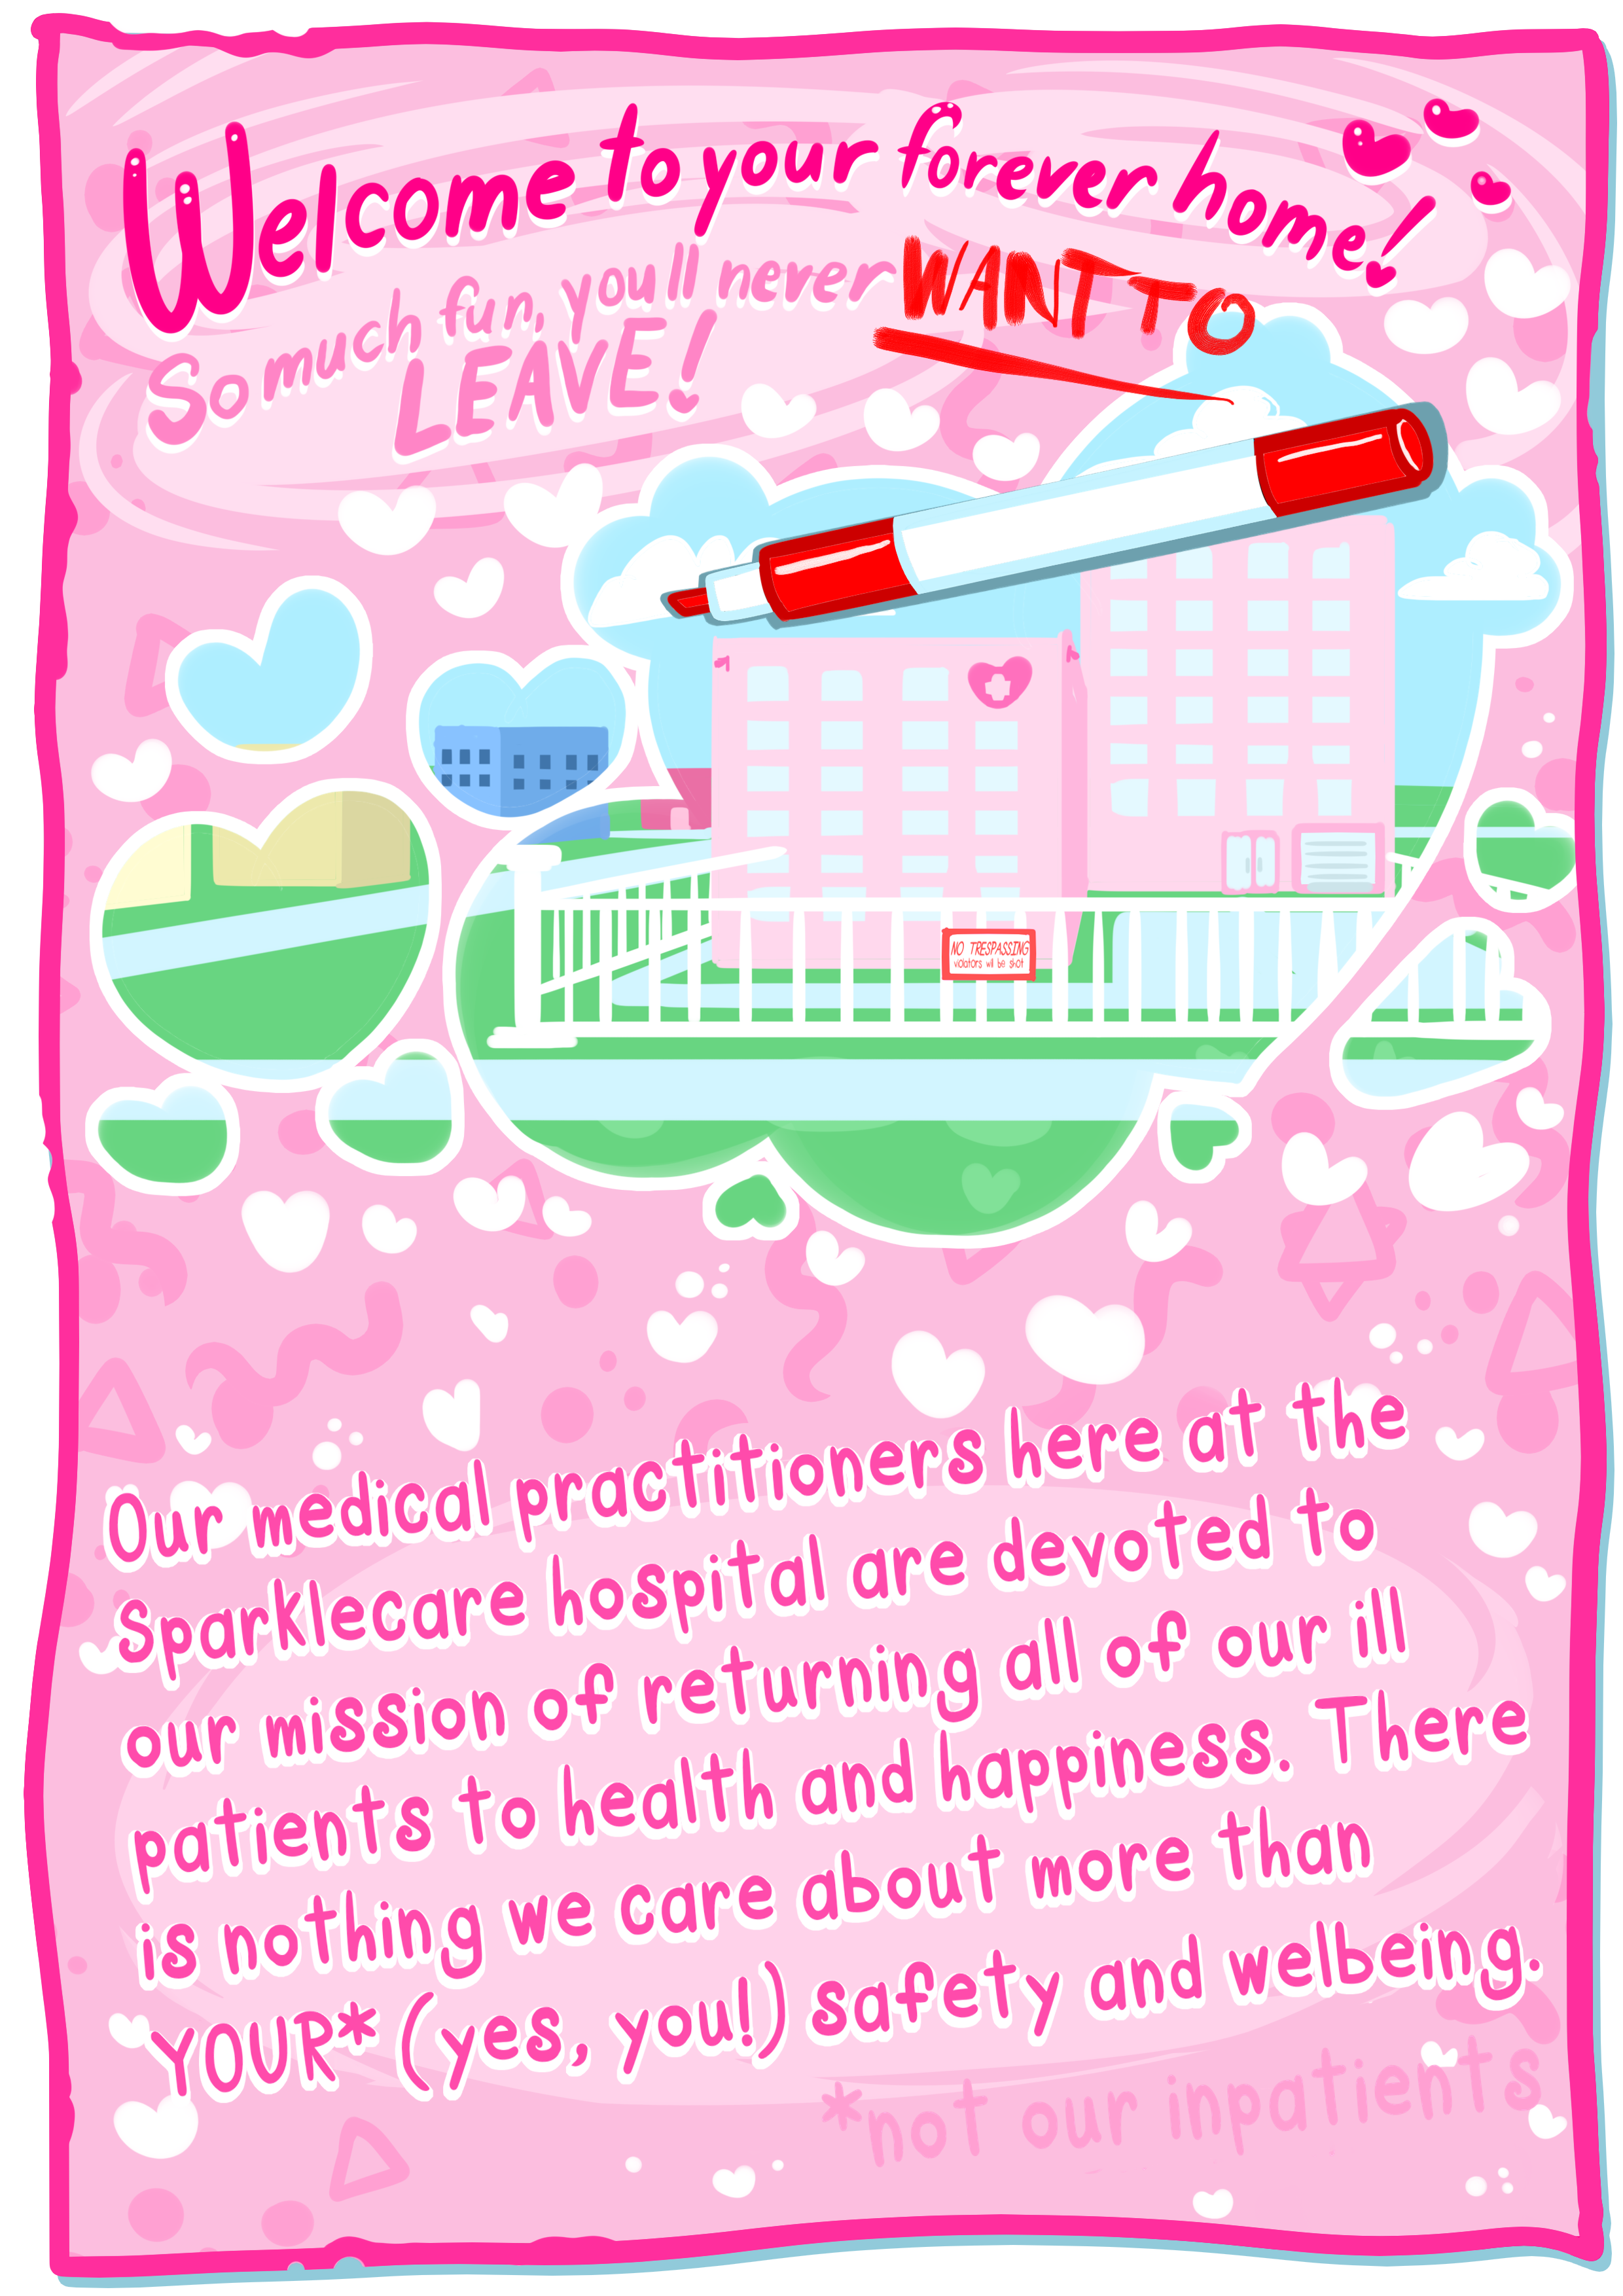 Welcome to your forever home!
So much fun, you'll never WANT TO
LEAVE!
NO TRESPASSING
violators will be shot
Our medical practitioners here at the
Sparklecare hospital are devoted to
our mission of returning all of our ill
patients to health and happiness. There
is nothing we care about more than
YOUR* (yes, you!) safety and welbeing.
*not our inpatients